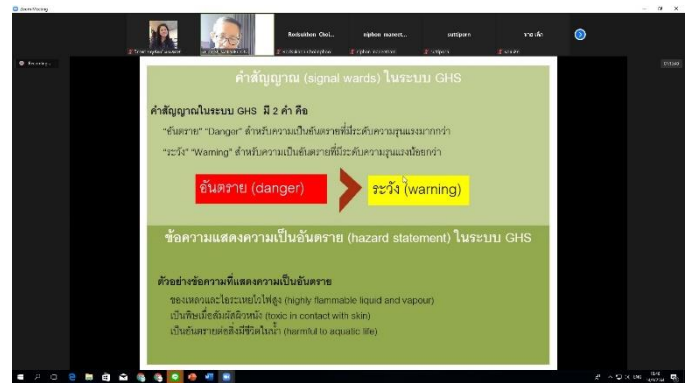 Zoom Meeting
Rodsukhon Choi...
niphon mareet...
suttiporn
Recording...
คำสัญญาณ (signal wards) ในระบบ GHS
คำสัญญาณในระบบ GHS มี 2 คำ คือ
"อันตราย" "Danger" สำหรับความเป็นอันตรายที่มีระดับความรุนแรงมากกว่า
"ระวัง" "Warning" สำหรับความเป็นอันตรายที่มีระดับความรุนแรงน้อยกว่า
อันตราย (danger)
ระวัง (warning)
ข้อความแสดงความเป็นอันตราย (hazard statement) ในระบบ GHS
ตัวอย่างข้อความที่แสดงความเป็นอันตราย
ของเหลวและไอระเหยไวไฟสูง (highly flammable liquid and vapour)
เป็นพิษเมื่อสัมผัสผิวหนัง (toxic in contact with skin)
เป็นอันตรายต่อสิ่งมีชีวิตในน้ำ (harmful to aquatic life)
ENG